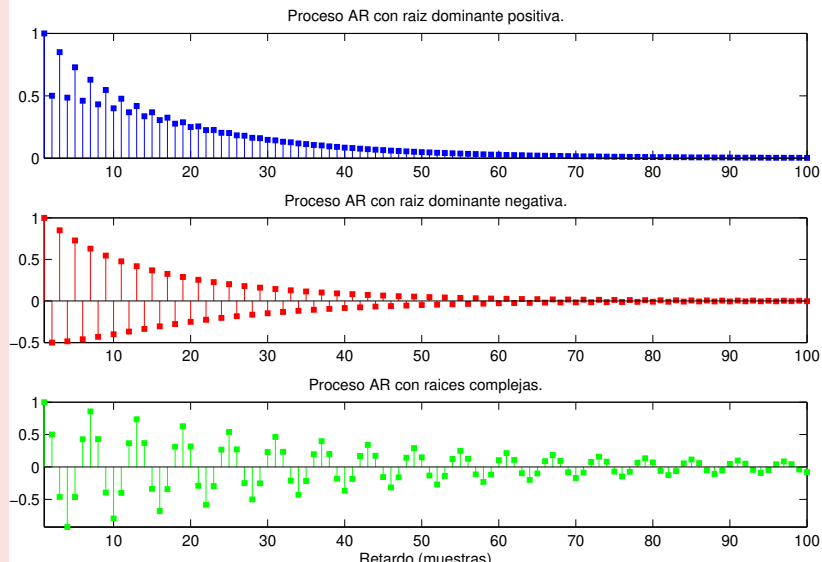 Proceso AR con raiz dominante positiva.
1
0.5
0
10 20 30 40 50 60 70 80 90 100
Proceso AR con raiz dominante negativa.
1
0.5
0
−0.5
10 20 30 40 50 60 70 80 90 100
Proceso AR con raices complejas.
1
0.5
0
−0.5
10 20 30 40 50 60 70 80 90 100
Retardo (muestras)